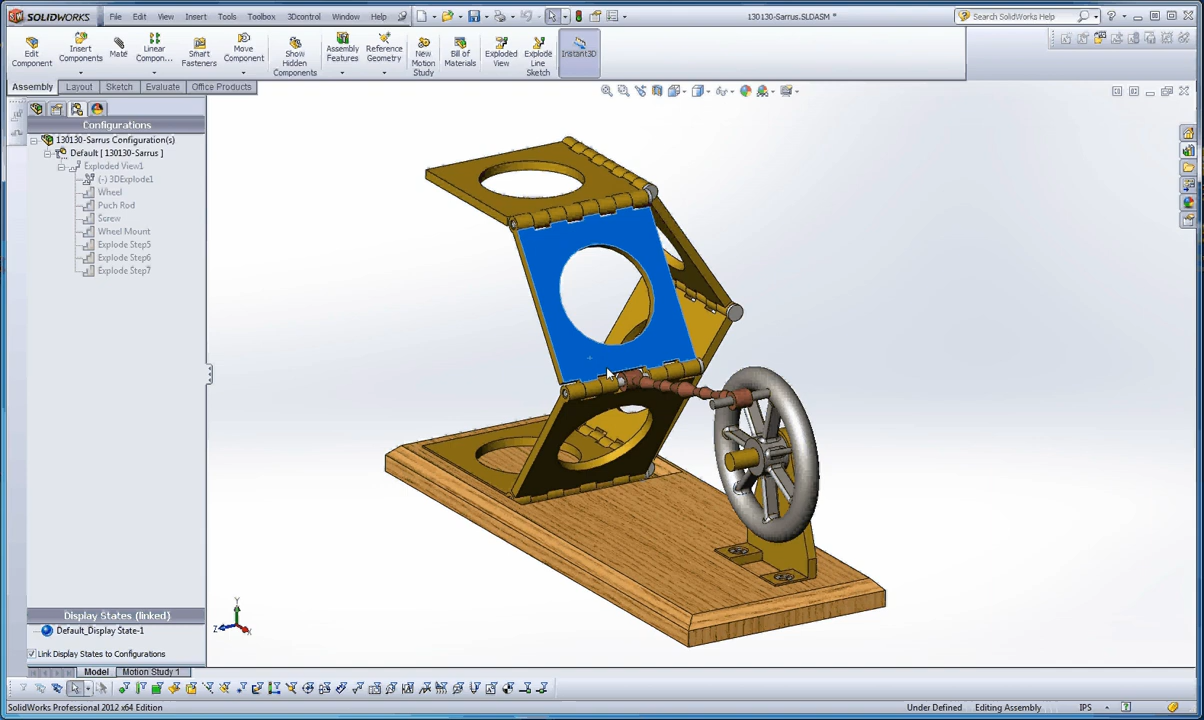 SOLIDWORKS File Edit View Insert Tools Toolbox 3Dcontrol Window Help 130130-Sarrus.SLDASM * Search SolidWorks Help
Edit Component Insert Components Mate Linear Compon... Smart Fasteners Move Component Show Hidden Components Assembly Features Reference Geometry New Motion Study Bill of Materials Exploded View Explode Line Sketch Instant3D
Assembly Layout Sketch Evaluate Office Products
Configurations
130130-Sarrus Configuration(s)
Default [ 130130-Sarrus ]
Exploded View1
(-) 3DExplode1
Wheel
Puch Rod
Screw
Wheel Mount
Explode Step5
Explode Step6
Explode Step7
Y
Z X
Display States (linked)
Default_Display State-1
Link Display States to Configurations
Model Motion Study 1
SolidWorks Professional 2012 x64 Edition Under Defined Editing Assembly IPS